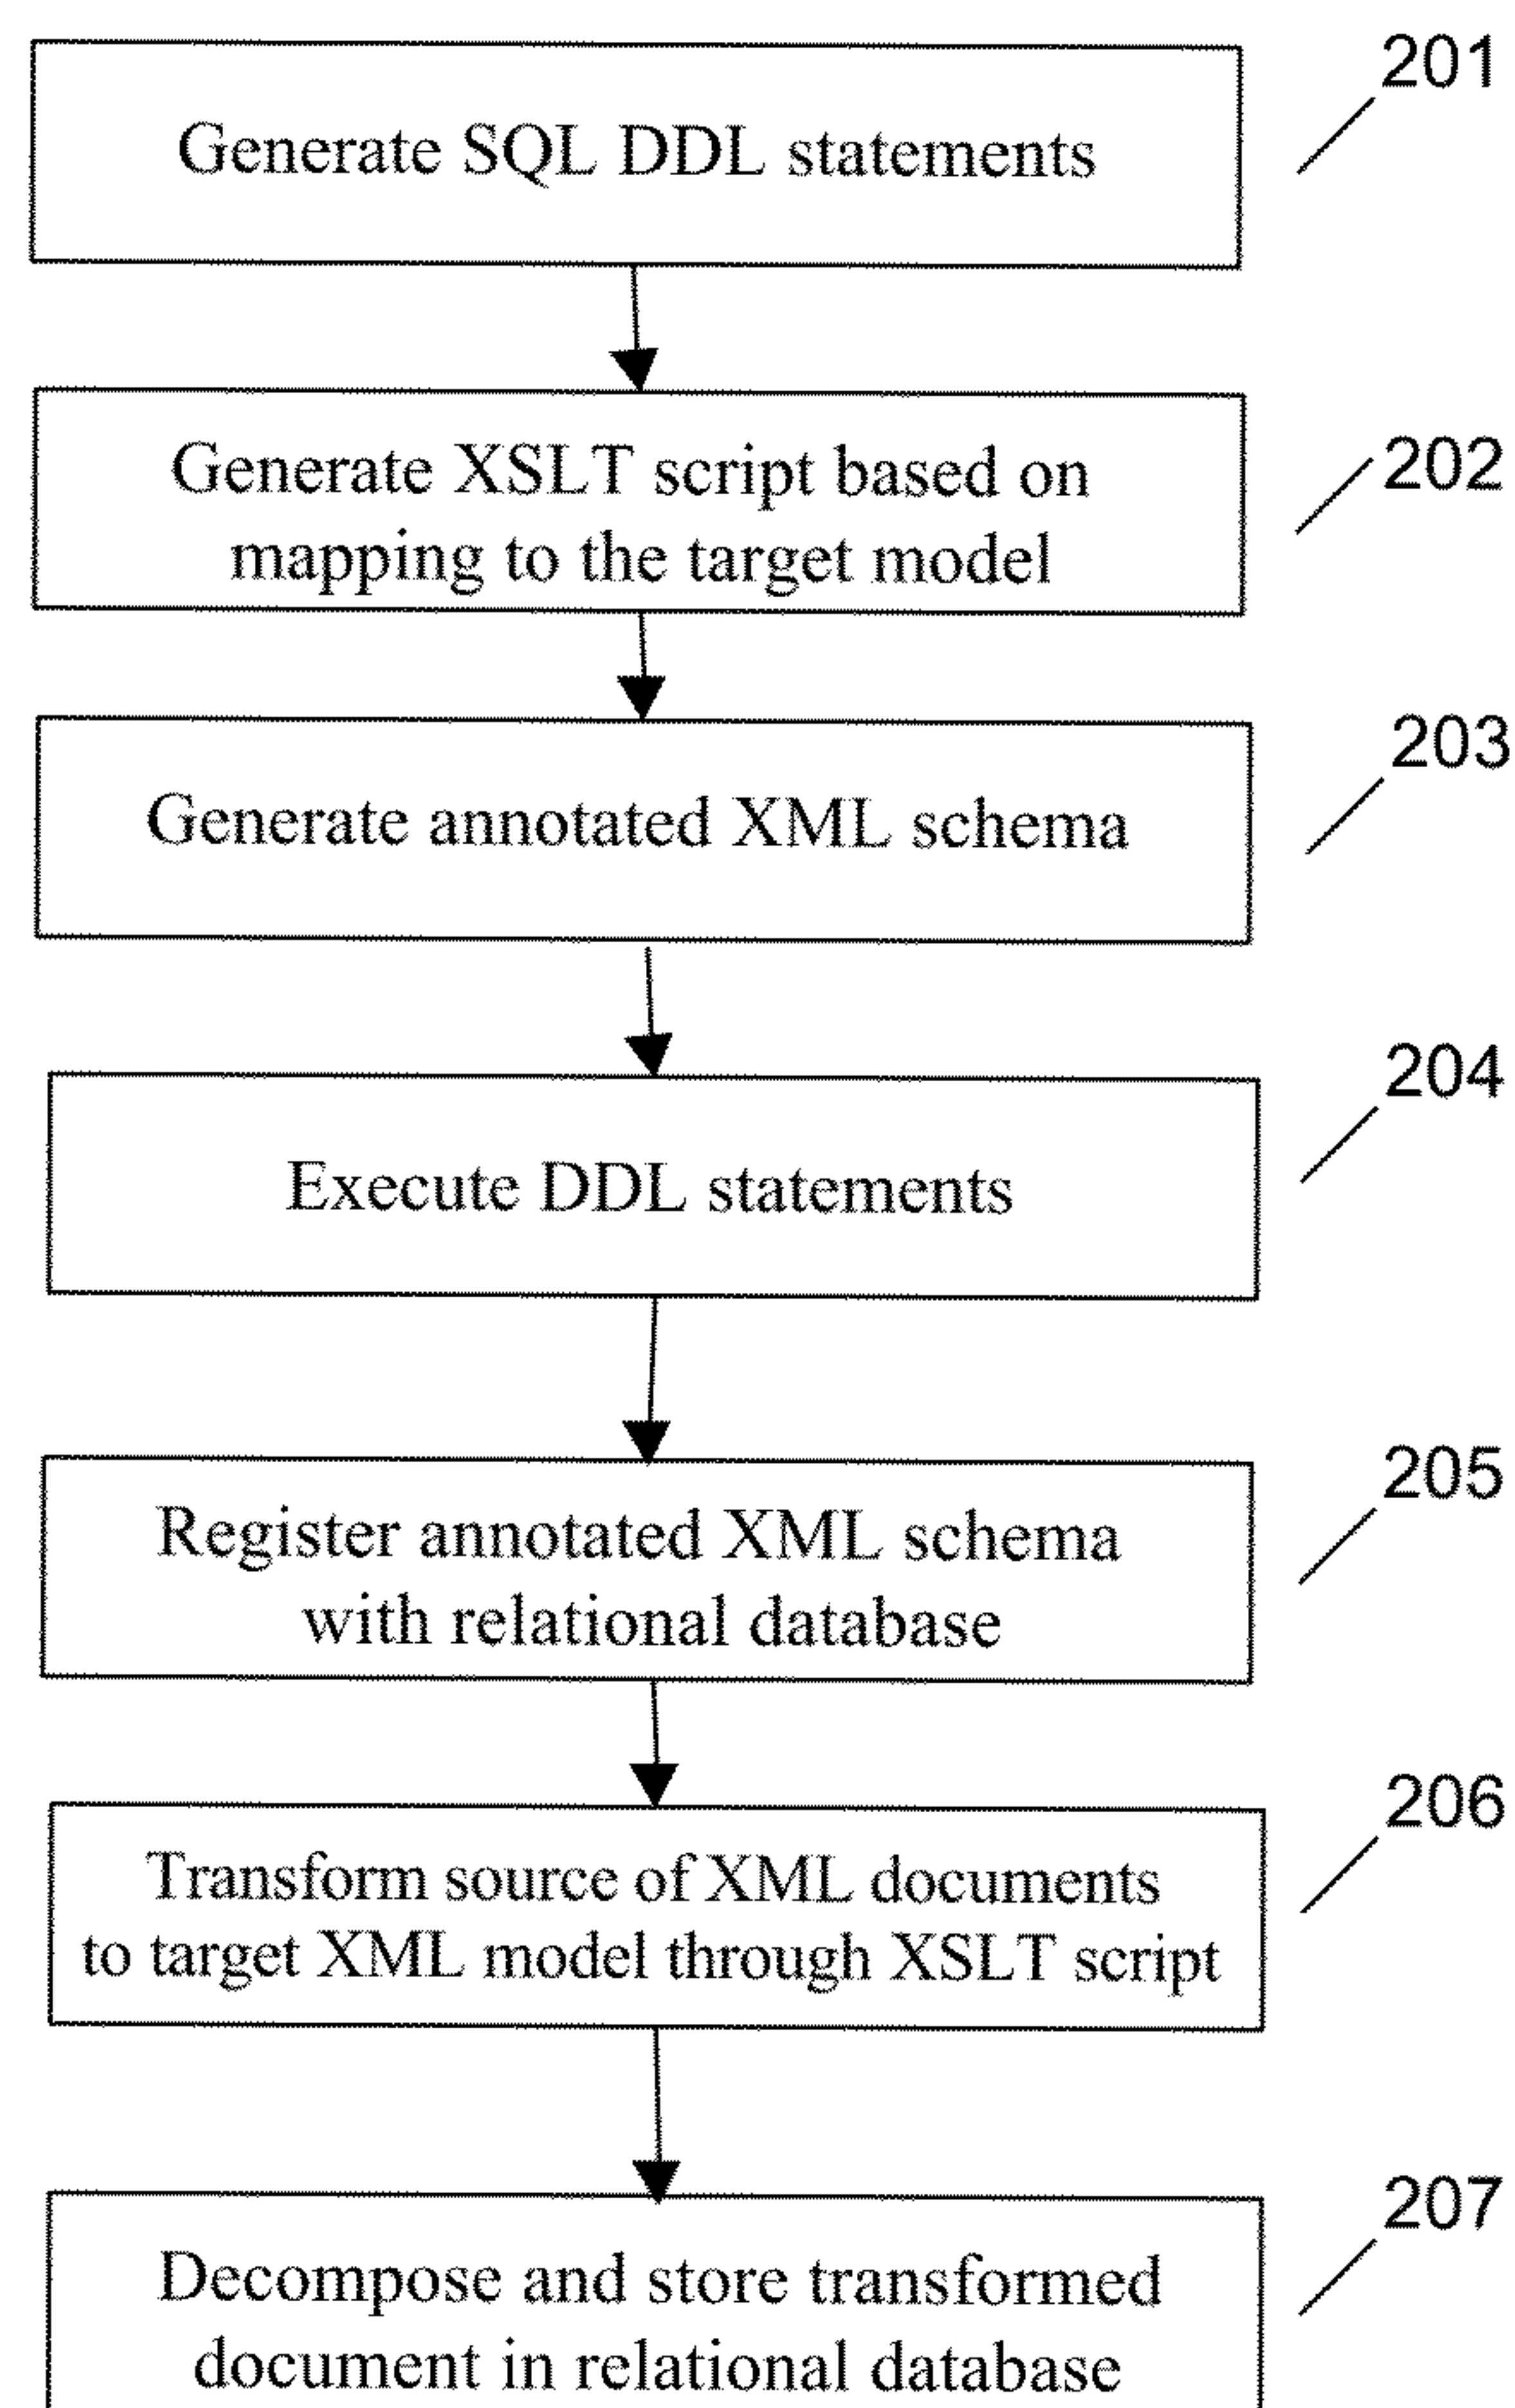 201
Generate SQL DDL statements
202
Generate XSLT script based on
mapping to the target model
203
Generate annotated XML schema
204
Execute DDL statements
205
Register annotated XML schema
with relational database
206
Transform source of XML documents
to target XML model through XSLT script
207
Decompose and store transformed
document in relational database